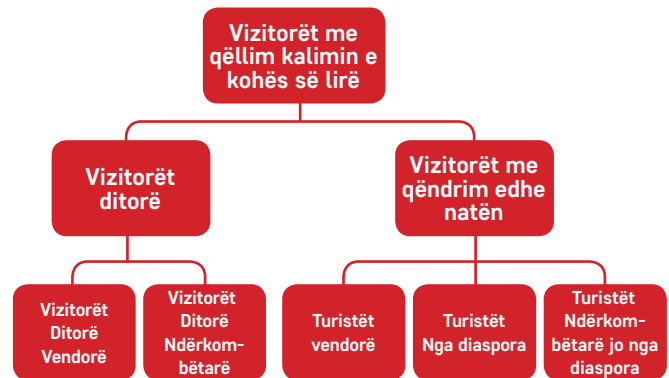 Vizitorët me
qëllim kalimin e
kohës së lirë
Vizitorët
ditorë
Vizitorët me
qëndrim edhe
natën
Vizitorët
Ditorë
Vendorë
Vizitorët
Ditorë
Ndërkom-
bëtarë
Turistët
vendorë
Turistët
Nga diaspora
Turistët
Ndërkom-
bëtarë jo nga
diaspora